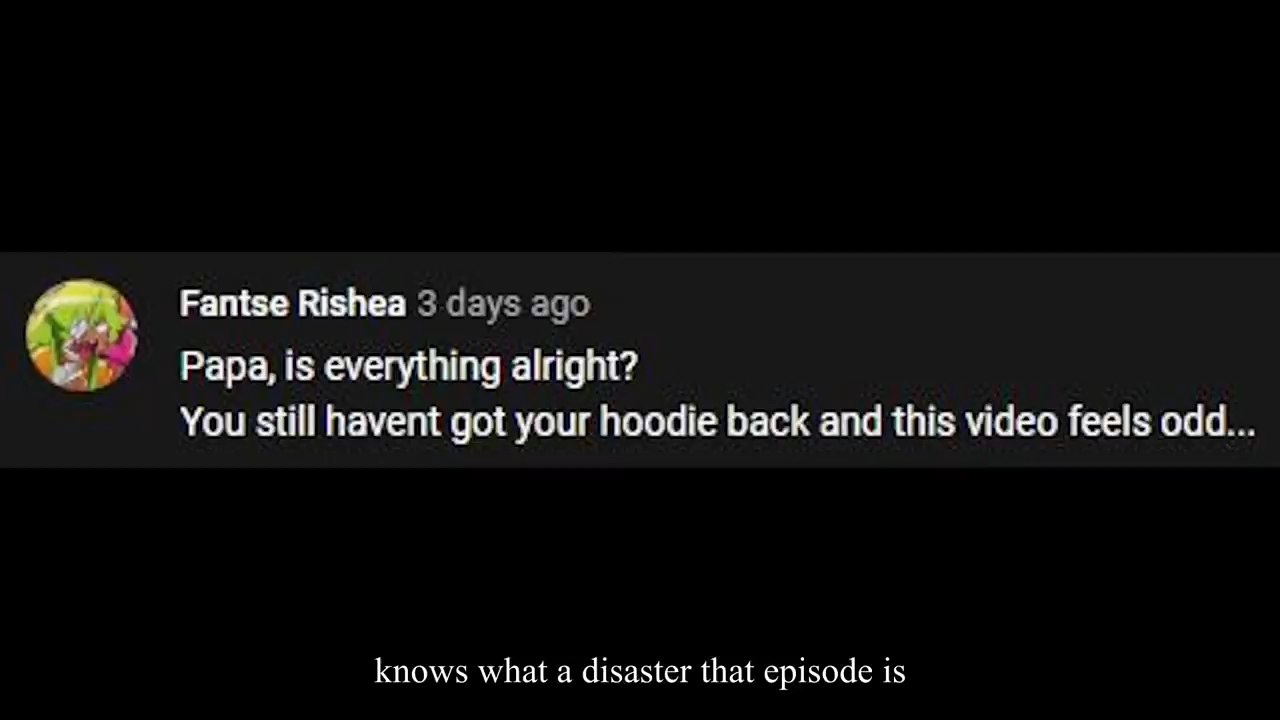 Fantse Rishea 3 days ago
Papa, is everything alright?
You still havent got your hoodie back and this video feels odd...
knows what a disaster that episode is